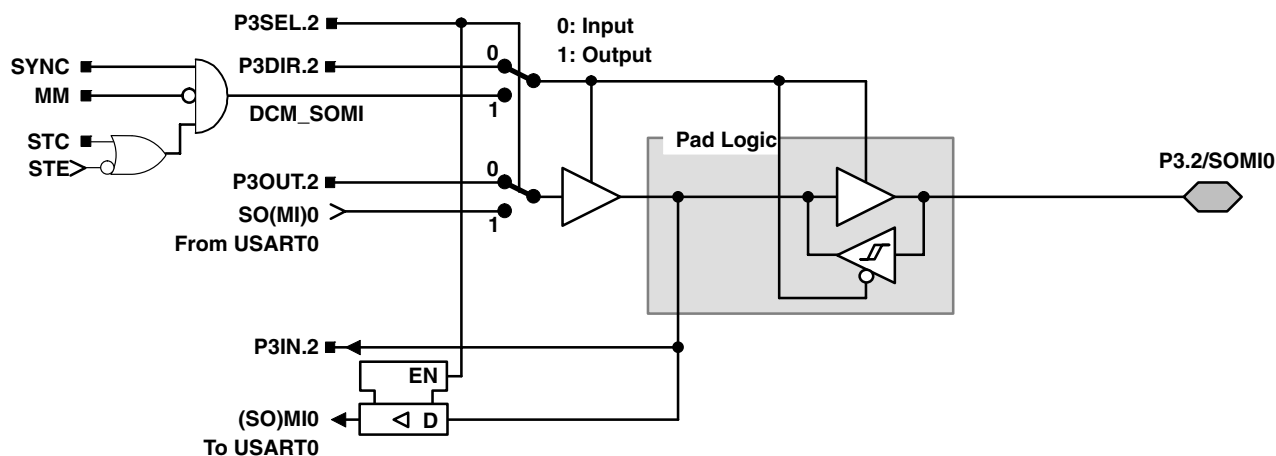 P3SEL.2
0: Input
1: Output
SYNC
P3DIR.2
0
MM
1
DCM_SOMI
STC
STE
Pad Logic
P3.2/SOMI0
P3OUT.2
0
SO(MI)0
1
From USART0
P3IN.2
EN
(SO)MI0
D
To USART0